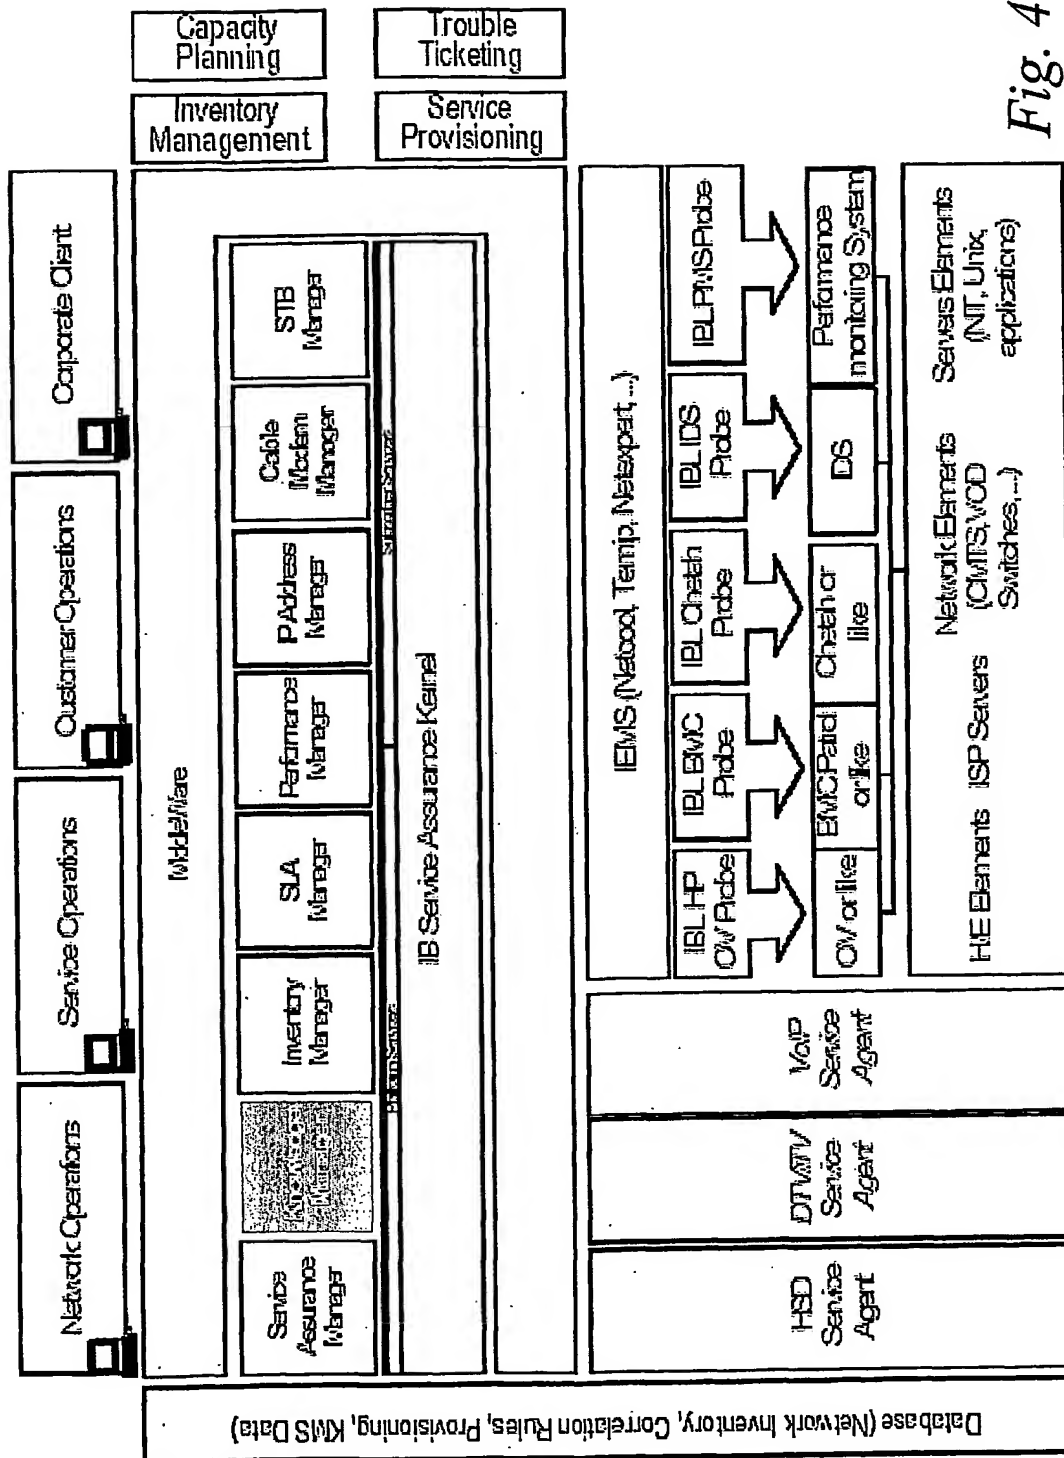 Network Operations
Service Operations
Customer Operations
Corporate Client
MiddleWare
Inventory
Management
Capacity
Planning
Service
Provisioning
Trouble
Ticketing
Service
Assurance
Manager
Inventory
Manager
SLA
Manager
Performance
Manager
IP Address
Manager
Cable
Modem
Manager
STB
Manager
IB Service Assurance Kernel
HSD
Service
Agent
DTV/ITV
Service
Agent
VoIP
Service
Agent
IEMS (Netcool, Temip, Netexpert, ...)
IBL HP
OV Probe
IBL BMC
Probe
IBL Cheetah
Probe
IBL IDS
Probe
IBL PMS Probe
OV or like
BMC Patrol
or like
Cheetah or
like
IDS
Performance
monitoring System
HE Elements
ISP Servers
Network Elements
(CMTS, VOD
Switches, ...)
Servers Elements
(NT, Unix,
applications)
Database (Network Inventory, Correlation Rules, Provisioning, KMS Data)
Fig. 4